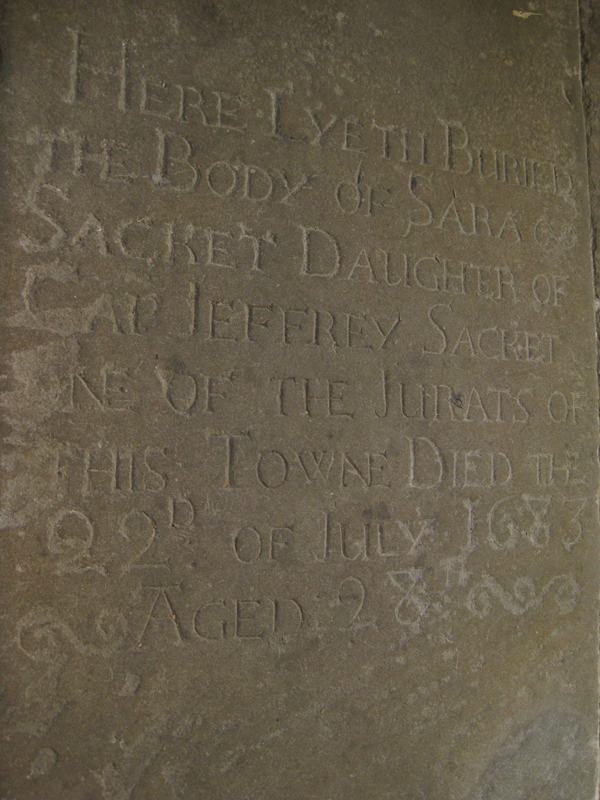 HERE LYETH BURIED
THE BODY OF SARA
SACKET DAUGHTER OF
CAP JEFFREY SACKET
NE OF THE JURATS OF
THIS TOWNE DIED THE
22D OF JULY 1683
AGED 28TH